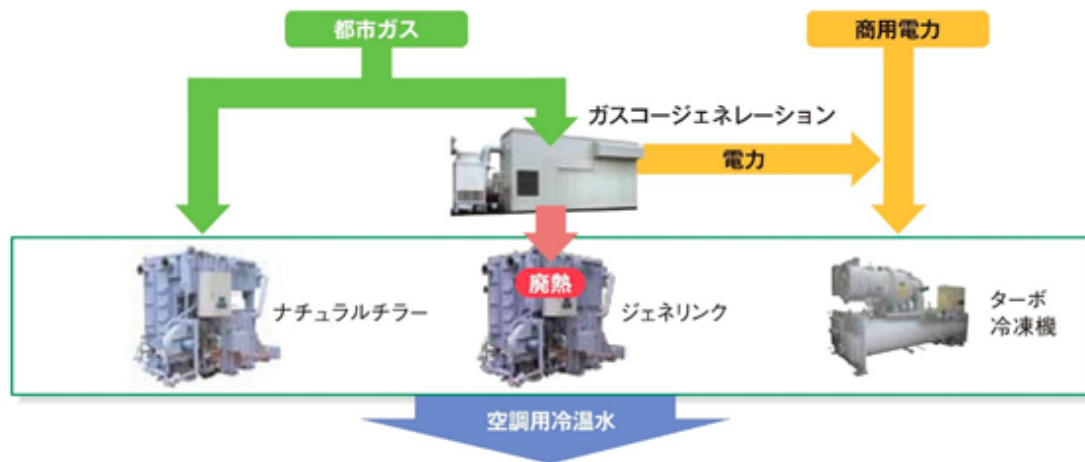 都市ガス
商用電力
ガスコージェネレーション
電力
廃熱
ナチュラルチラー
ジェネリンク
ターボ
冷凍機
空調用冷温水